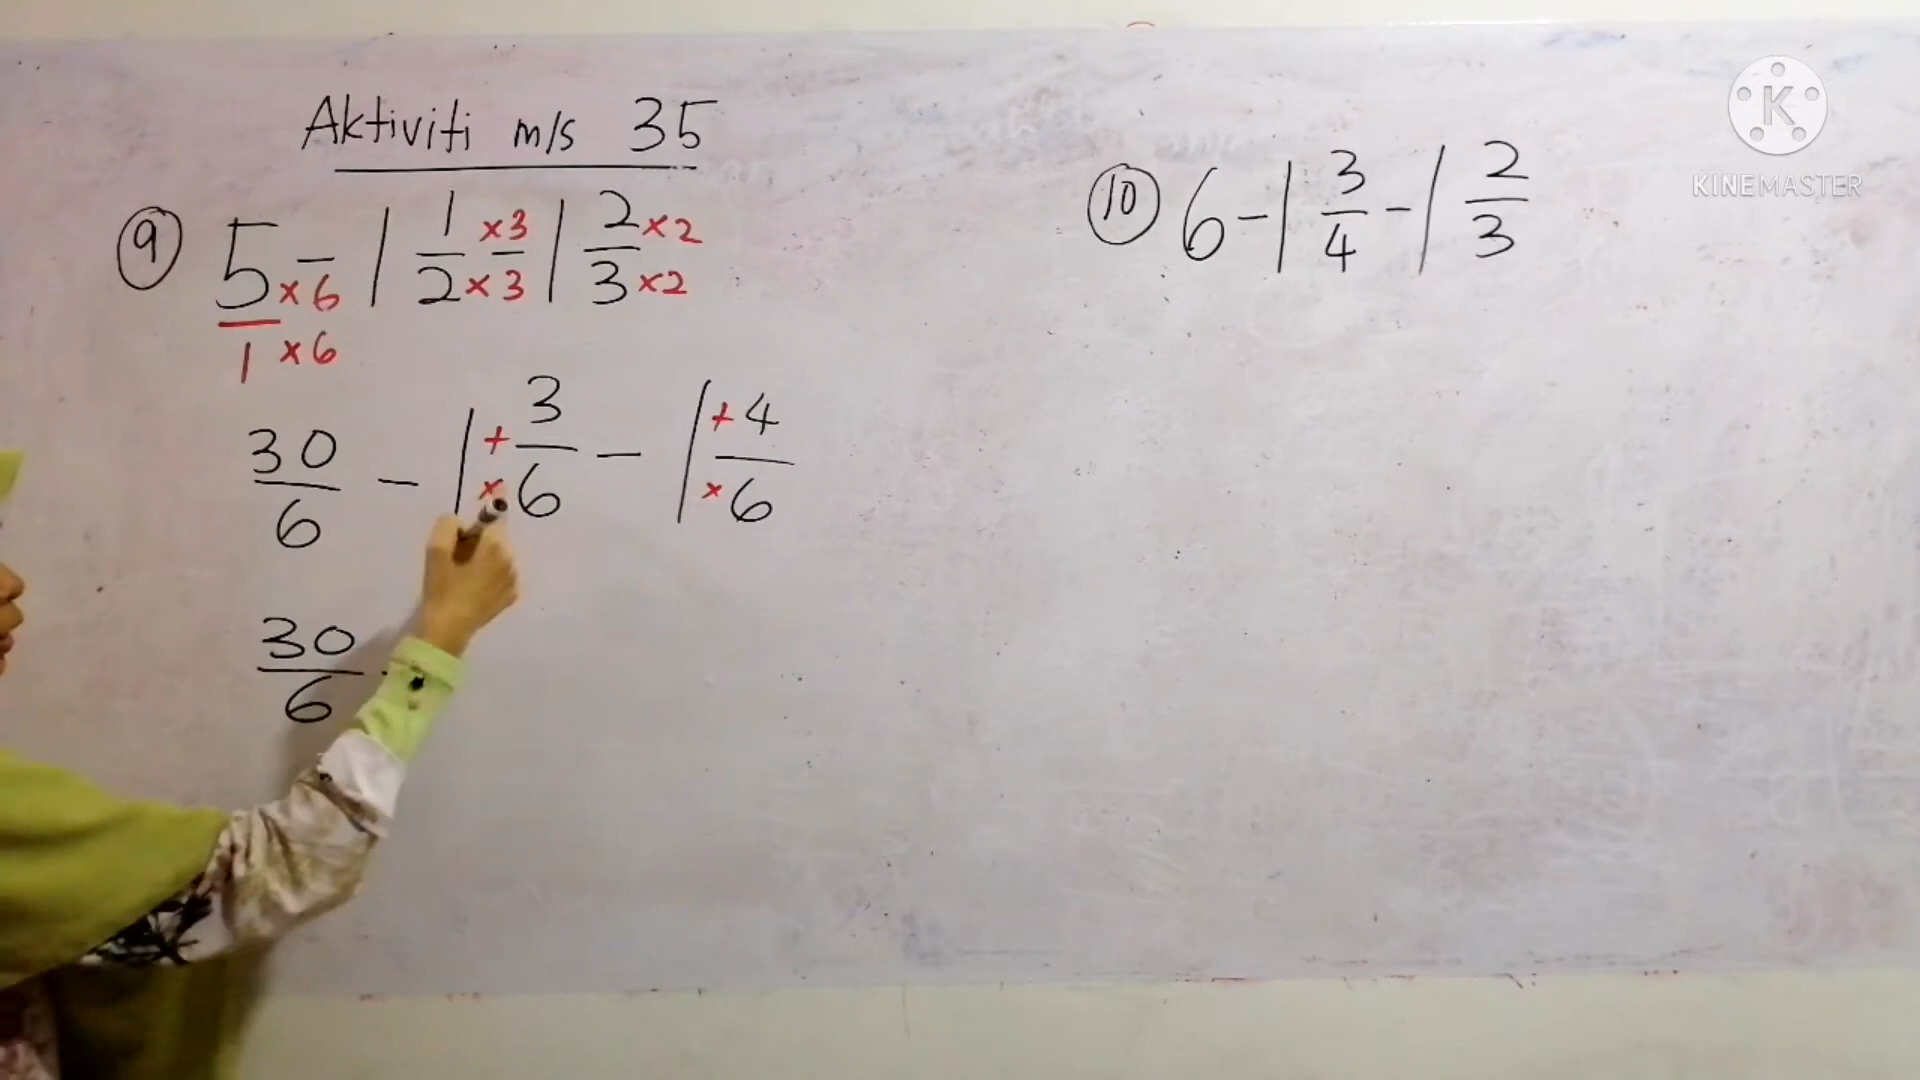 Aktiviti m/s 35
⑨ 5/1 ×6/×6 − 1 1/2 ×3/×3 − 1 2/3 ×2/×2
30/6 − 1 + 3/× 6 − 1 + 4/× 6
30/6 -
⑩ 6 − 1 3/4 − 1 2/3
KINEMASTER